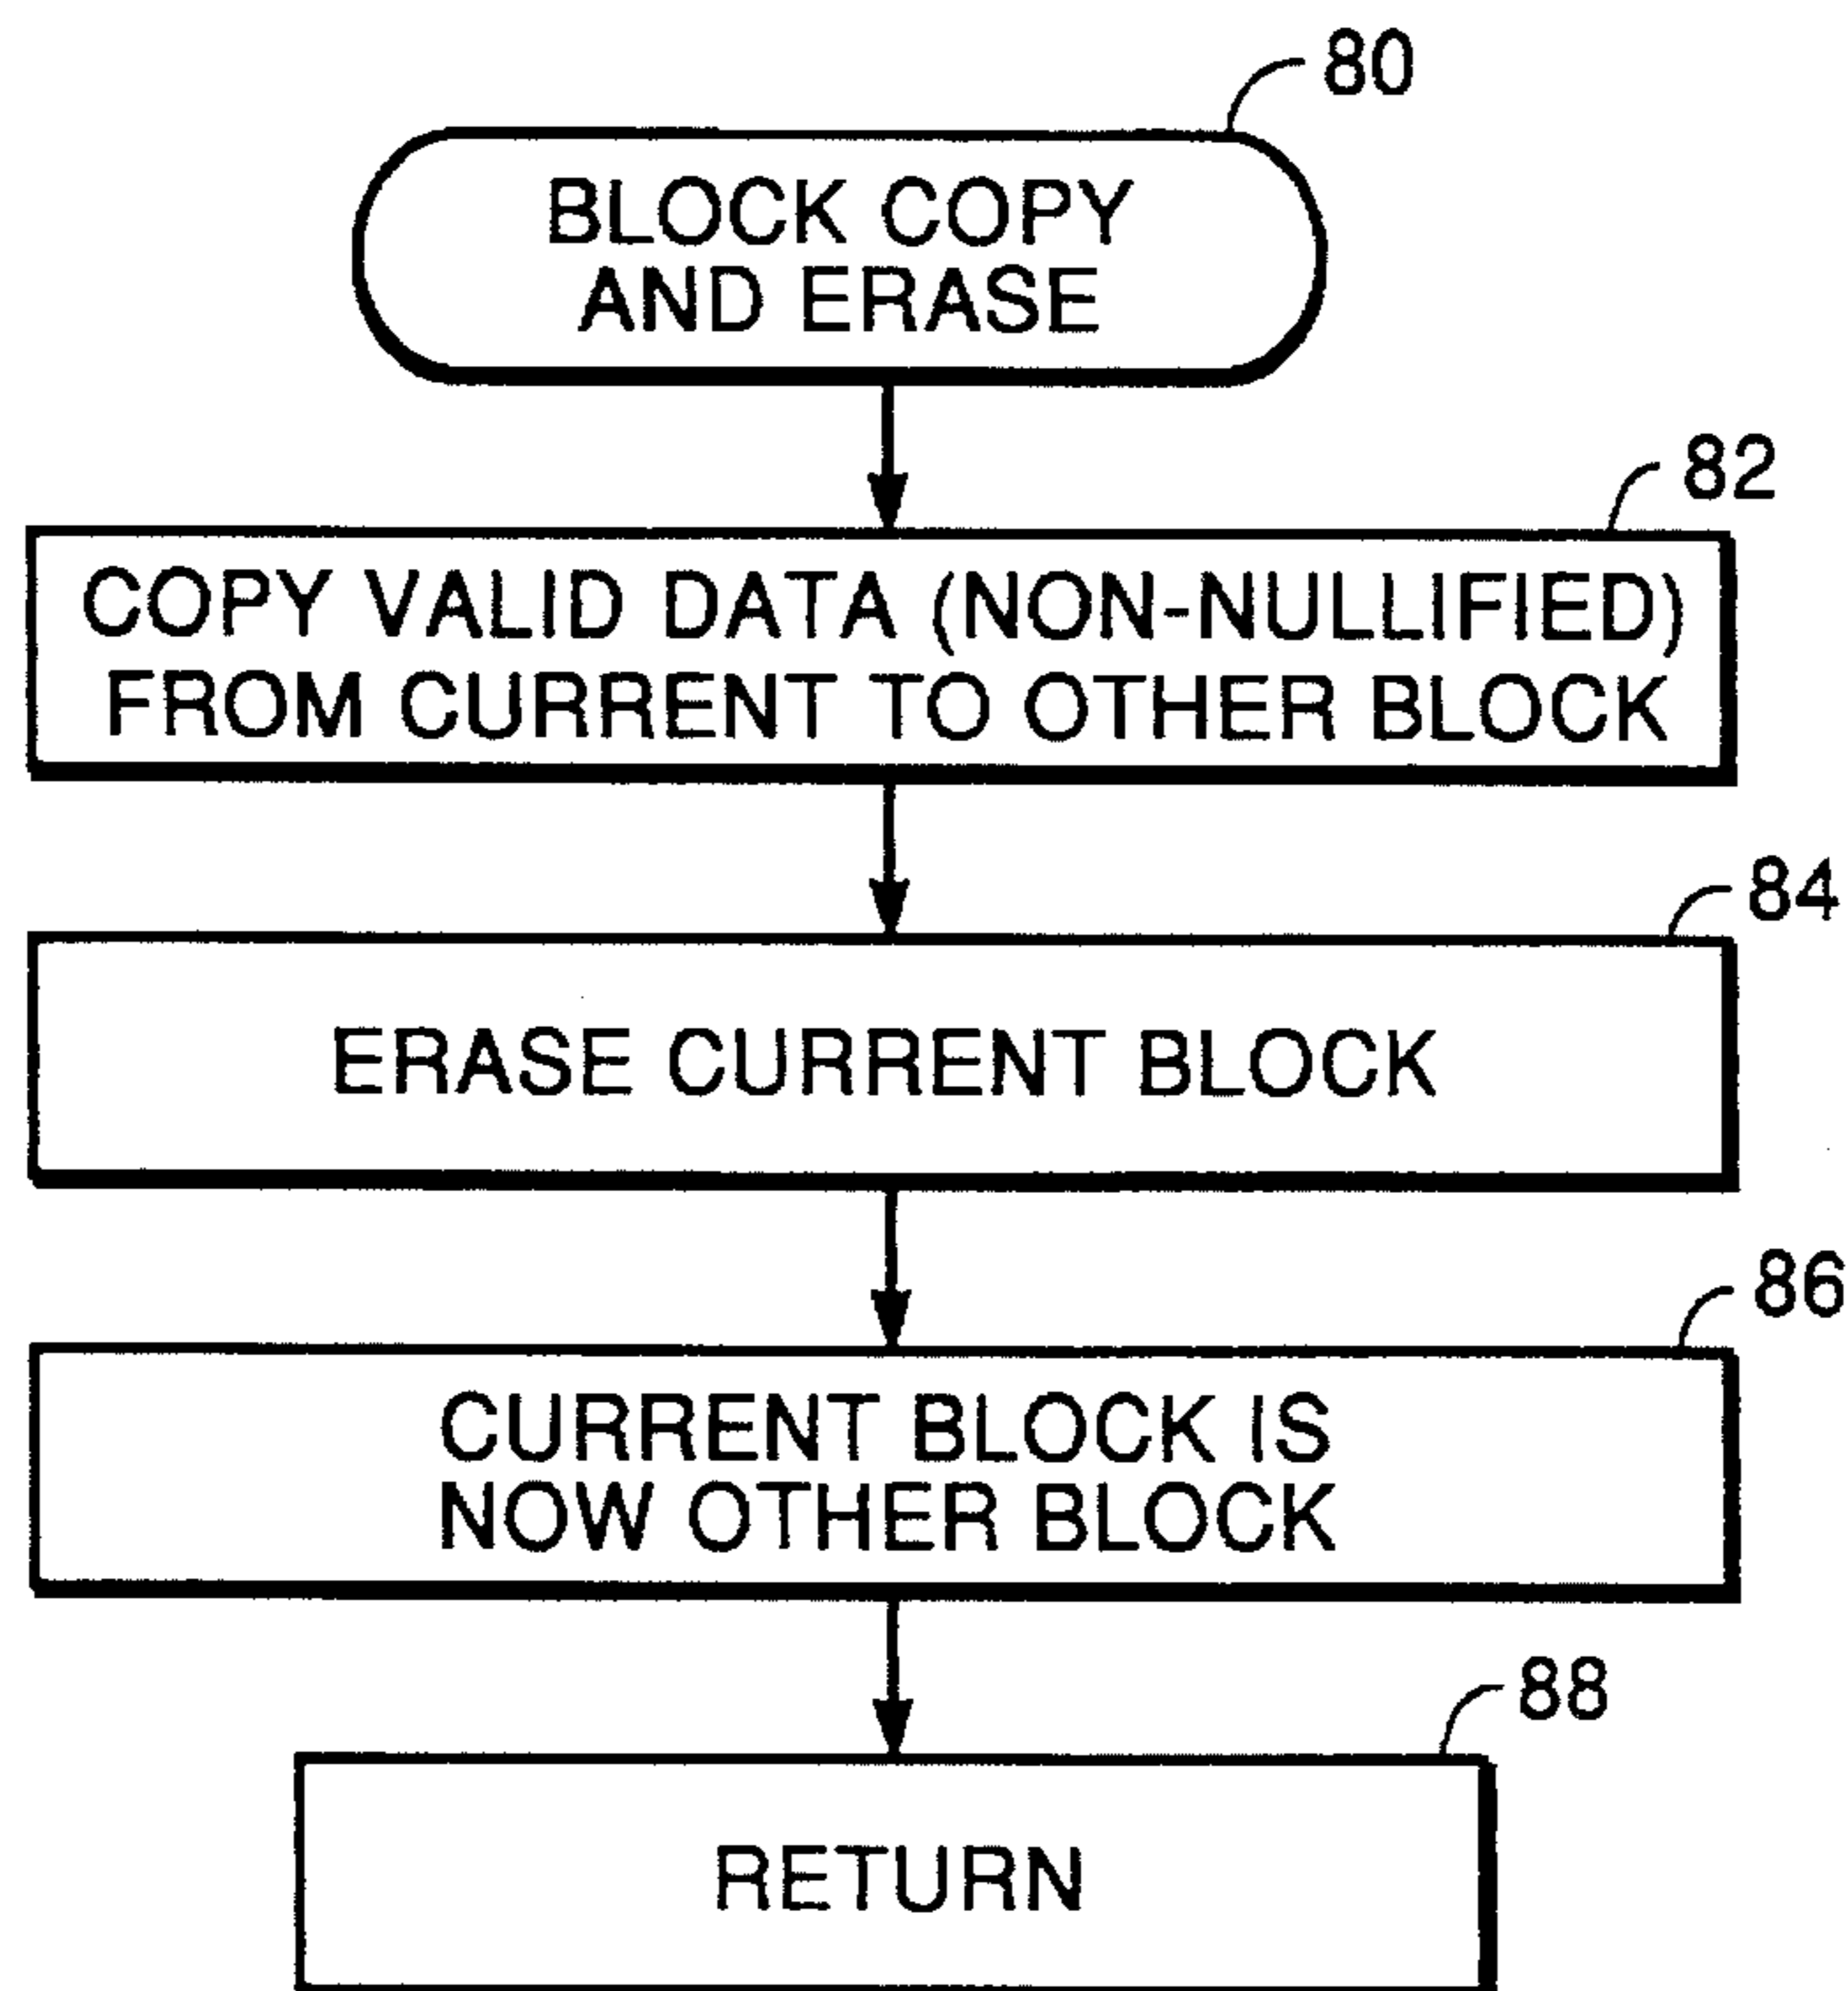 80
BLOCK COPY
AND ERASE
82
COPY VALID DATA (NON-NULLIFIED)
FROM CURRENT TO OTHER BLOCK
84
ERASE CURRENT BLOCK
86
CURRENT BLOCK IS
NOW OTHER BLOCK
88
RETURN